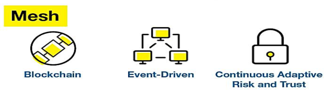 Mesh
Blockchain
Event-Driven
Continuous Adaptive
Risk and Trust